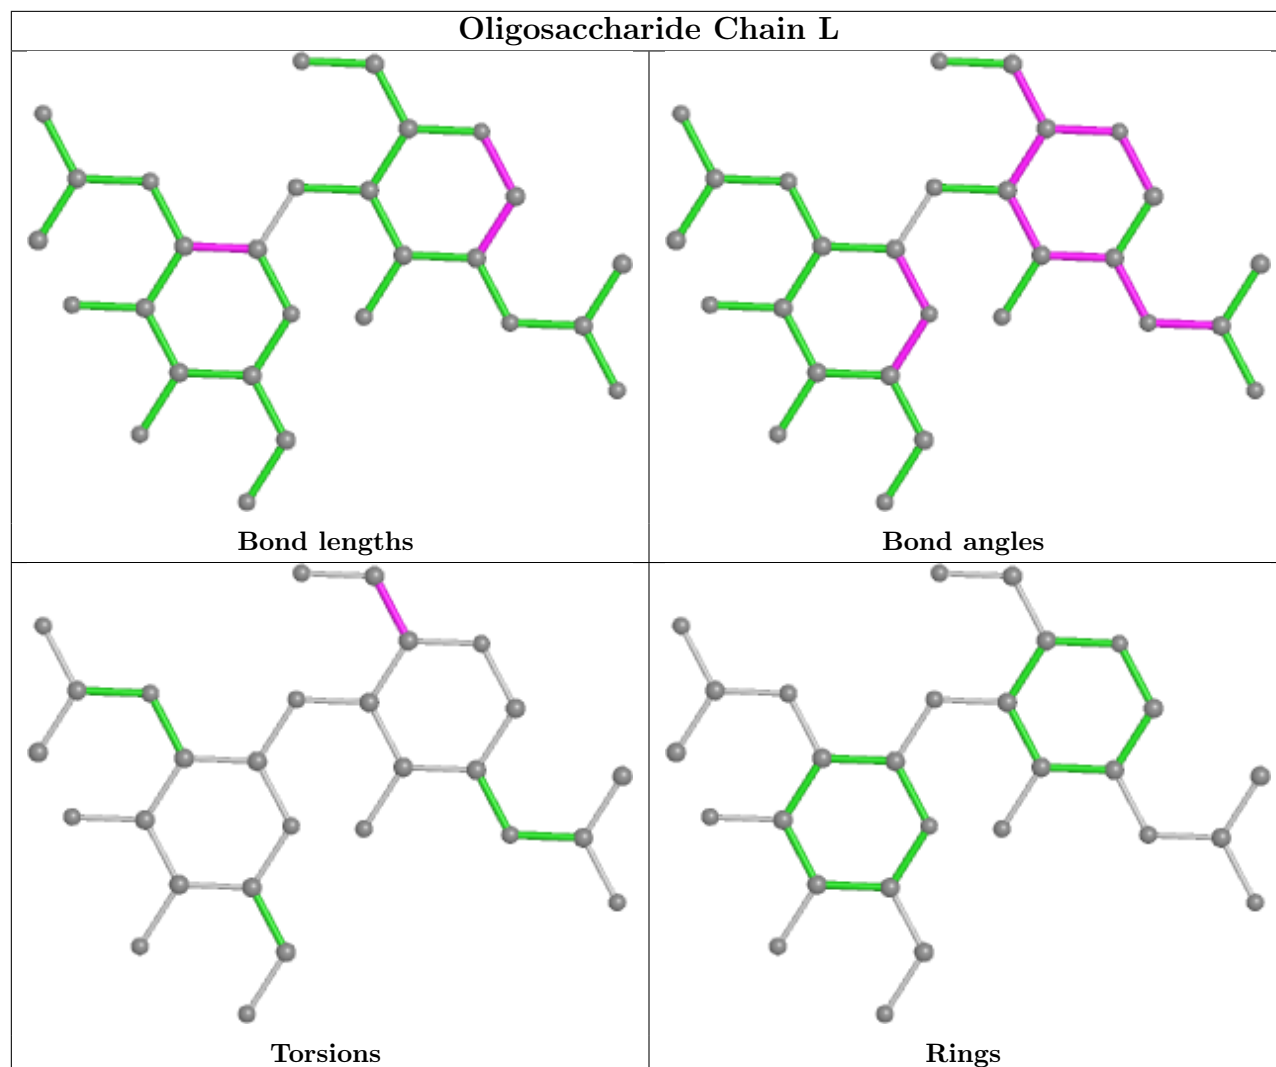 Oligosaccharide Chain L
Bond lengths
Bond angles
Torsions
Rings